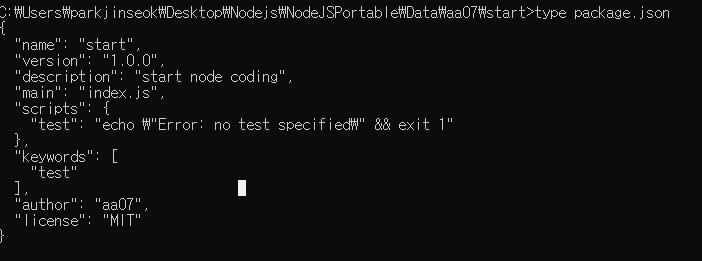 C:₩Users₩parkjinseok₩Desktop₩Nodejs₩NodeJSPortable₩Data₩aa07₩start>type package.json
{
  "name": "start",
  "version": "1.0.0",
  "description": "start node coding",
  "main": "index.js",
  "scripts": {
    "test": "echo ₩"Error: no test specified₩" && exit 1"
  },
  "keywords": [
    "test"
  ],
  "author": "aa07",
  "license": "MIT"
}